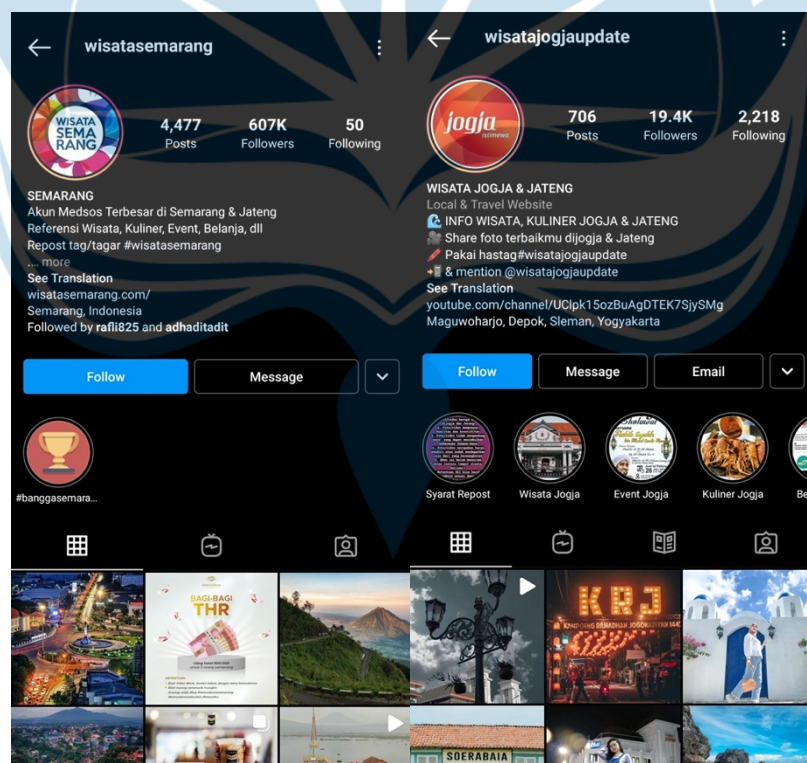 wisatasemarang
WISATA
SEMA
RANG
4,477
Posts
607K
Followers
50
Following
SEMARANG
Akun Medsos Terbesar di Semarang & Jateng
Referensi Wisata, Kuliner, Event, Belanja, dll
Repost tag/tagar #wisatasemarang
.... more
See Translation
wisatasemarang.com/
Semarang, Indonesia
Followed by rafli825 and adhaditadit
Follow
Message
#banggasemara...
BAGI-BAGI
THR
wisatajogjaupdate
jogja
istimewa
706
Posts
19.4K
Followers
2,218
Following
WISATA JOGJA & JATENG
Local & Travel Website
INFO WISATA, KULINER JOGJA & JATENG
Share foto terbaikmu dijogja & Jateng
Pakai hastag#wisatajogjaupdate
& mention @wisatajogjaupdate
See Translation
youtube.com/channel/UCIpk15ozBuAgDTEK7SjySMg
Maguwoharjo, Depok, Sleman, Yogyakarta
Follow
Message
Email
Syarat Repost
Wisata Jogja
Event Jogja
Kuliner Jogja
Be
KRJ
SOERABAIA